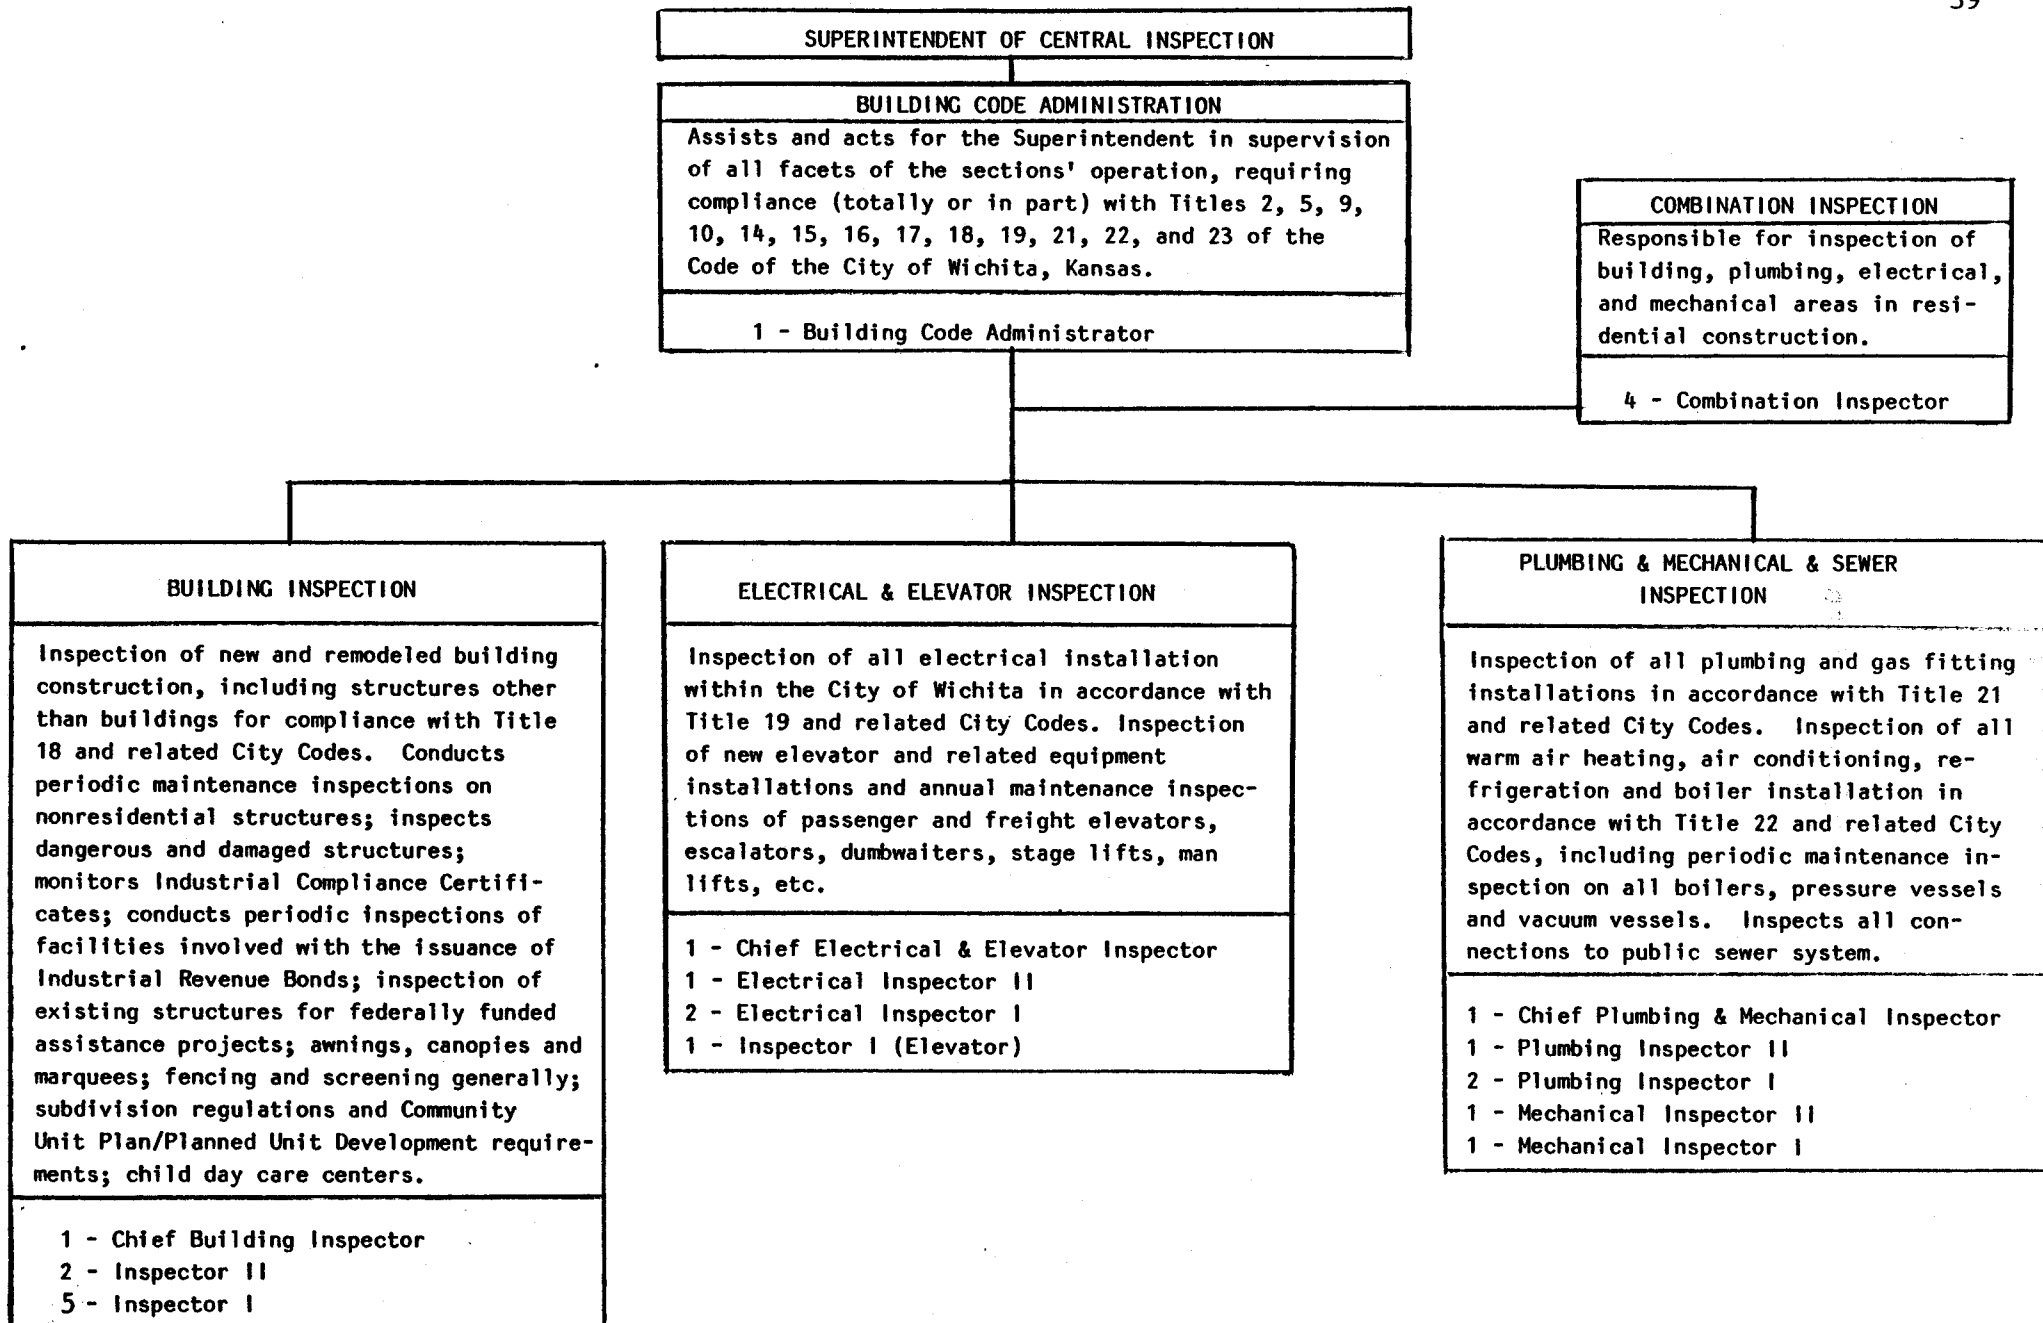 SUPERINTENDENT OF CENTRAL INSPECTION
BUILDING CODE ADMINISTRATION
Assists and acts for the Superintendent in supervision
of all facets of the sections' operation, requiring
compliance (totally or in part) with Titles 2, 5, 9,
10, 14, 15, 16, 17, 18, 19, 21, 22, and 23 of the
Code of the City of Wichita, Kansas.
1 - Building Code Administrator
COMBINATION INSPECTION
Responsible for inspection of
building, plumbing, electrical,
and mechanical areas in resi-
dential construction.
4 - Combination Inspector
BUILDING INSPECTION
Inspection of new and remodeled building
construction, including structures other
than buildings for compliance with Title
18 and related City Codes. Conducts
periodic maintenance inspections on
nonresidential structures; inspects
dangerous and damaged structures;
monitors Industrial Compliance Certifi-
cates; conducts periodic inspections of
facilities involved with the issuance of
Industrial Revenue Bonds; inspection of
existing structures for federally funded
assistance projects; awnings, canopies and
marquees; fencing and screening generally;
subdivision regulations and Community
Unit Plan/Planned Unit Development require-
ments; child day care centers.
1 - Chief Building Inspector
2 - Inspector II
5 - Inspector I
ELECTRICAL & ELEVATOR INSPECTION
Inspection of all electrical installation
within the City of Wichita in accordance with
Title 19 and related City Codes. Inspection
of new elevator and related equipment
installations and annual maintenance inspec-
tions of passenger and freight elevators,
escalators, dumbwaiters, stage lifts, man
lifts, etc.
1 - Chief Electrical & Elevator Inspector
1 - Electrical Inspector II
2 - Electrical Inspector I
1 - Inspector I (Elevator)
PLUMBING & MECHANICAL & SEWER
INSPECTION
Inspection of all plumbing and gas fitting
installations in accordance with Title 21
and related City Codes. Inspection of all
warm air heating, air conditioning, re-
frigeration and boiler installation in
accordance with Title 22 and related City
Codes, including periodic maintenance in-
spection on all boilers, pressure vessels
and vacuum vessels. Inspects all con-
nections to public sewer system.
1 - Chief Plumbing & Mechanical Inspector
1 - Plumbing Inspector II
2 - Plumbing Inspector I
1 - Mechanical Inspector II
1 - Mechanical Inspector I